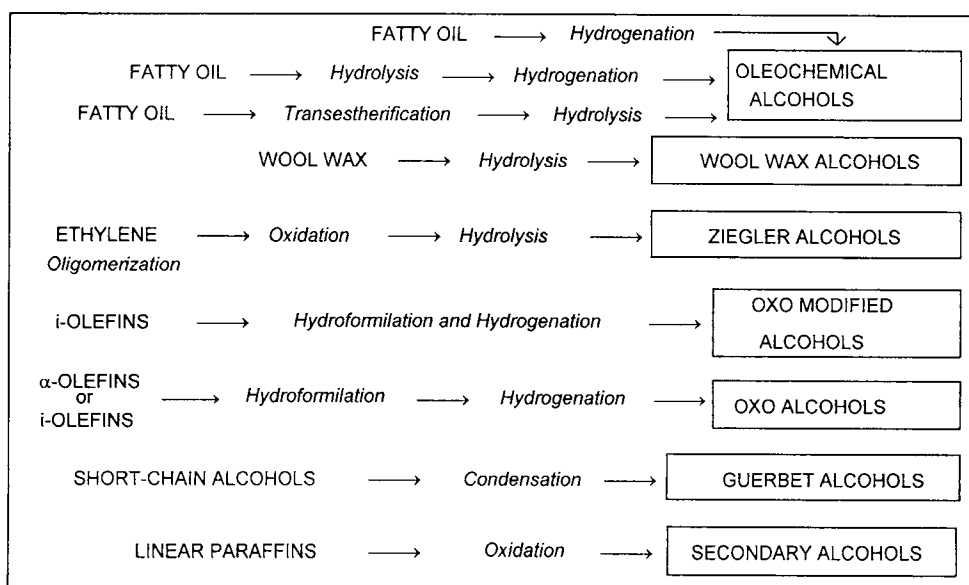 FATTY OIL → Hydrogenation
FATTY OIL → Hydrolysis → Hydrogenation → OLEOCHEMICAL
ALCOHOLS
FATTY OIL → Transestherification → Hydrolysis
WOOL WAX → Hydrolysis → WOOL WAX ALCOHOLS
ETHYLENE → Oxidation → Hydrolysis → ZIEGLER ALCOHOLS
Oligomerization
OXO MODIFIED
i-OLEFINS → Hydroformilation and Hydrogenation →
ALCOHOLS
α-OLEFINS
or → Hydroformilation → Hydrogenation → OXO ALCOHOLS
i-OLEFINS
SHORT-CHAIN ALCOHOLS → Condensation → GUERBET ALCOHOLS
LINEAR PARAFFINS → Oxidation → SECONDARY ALCOHOLS